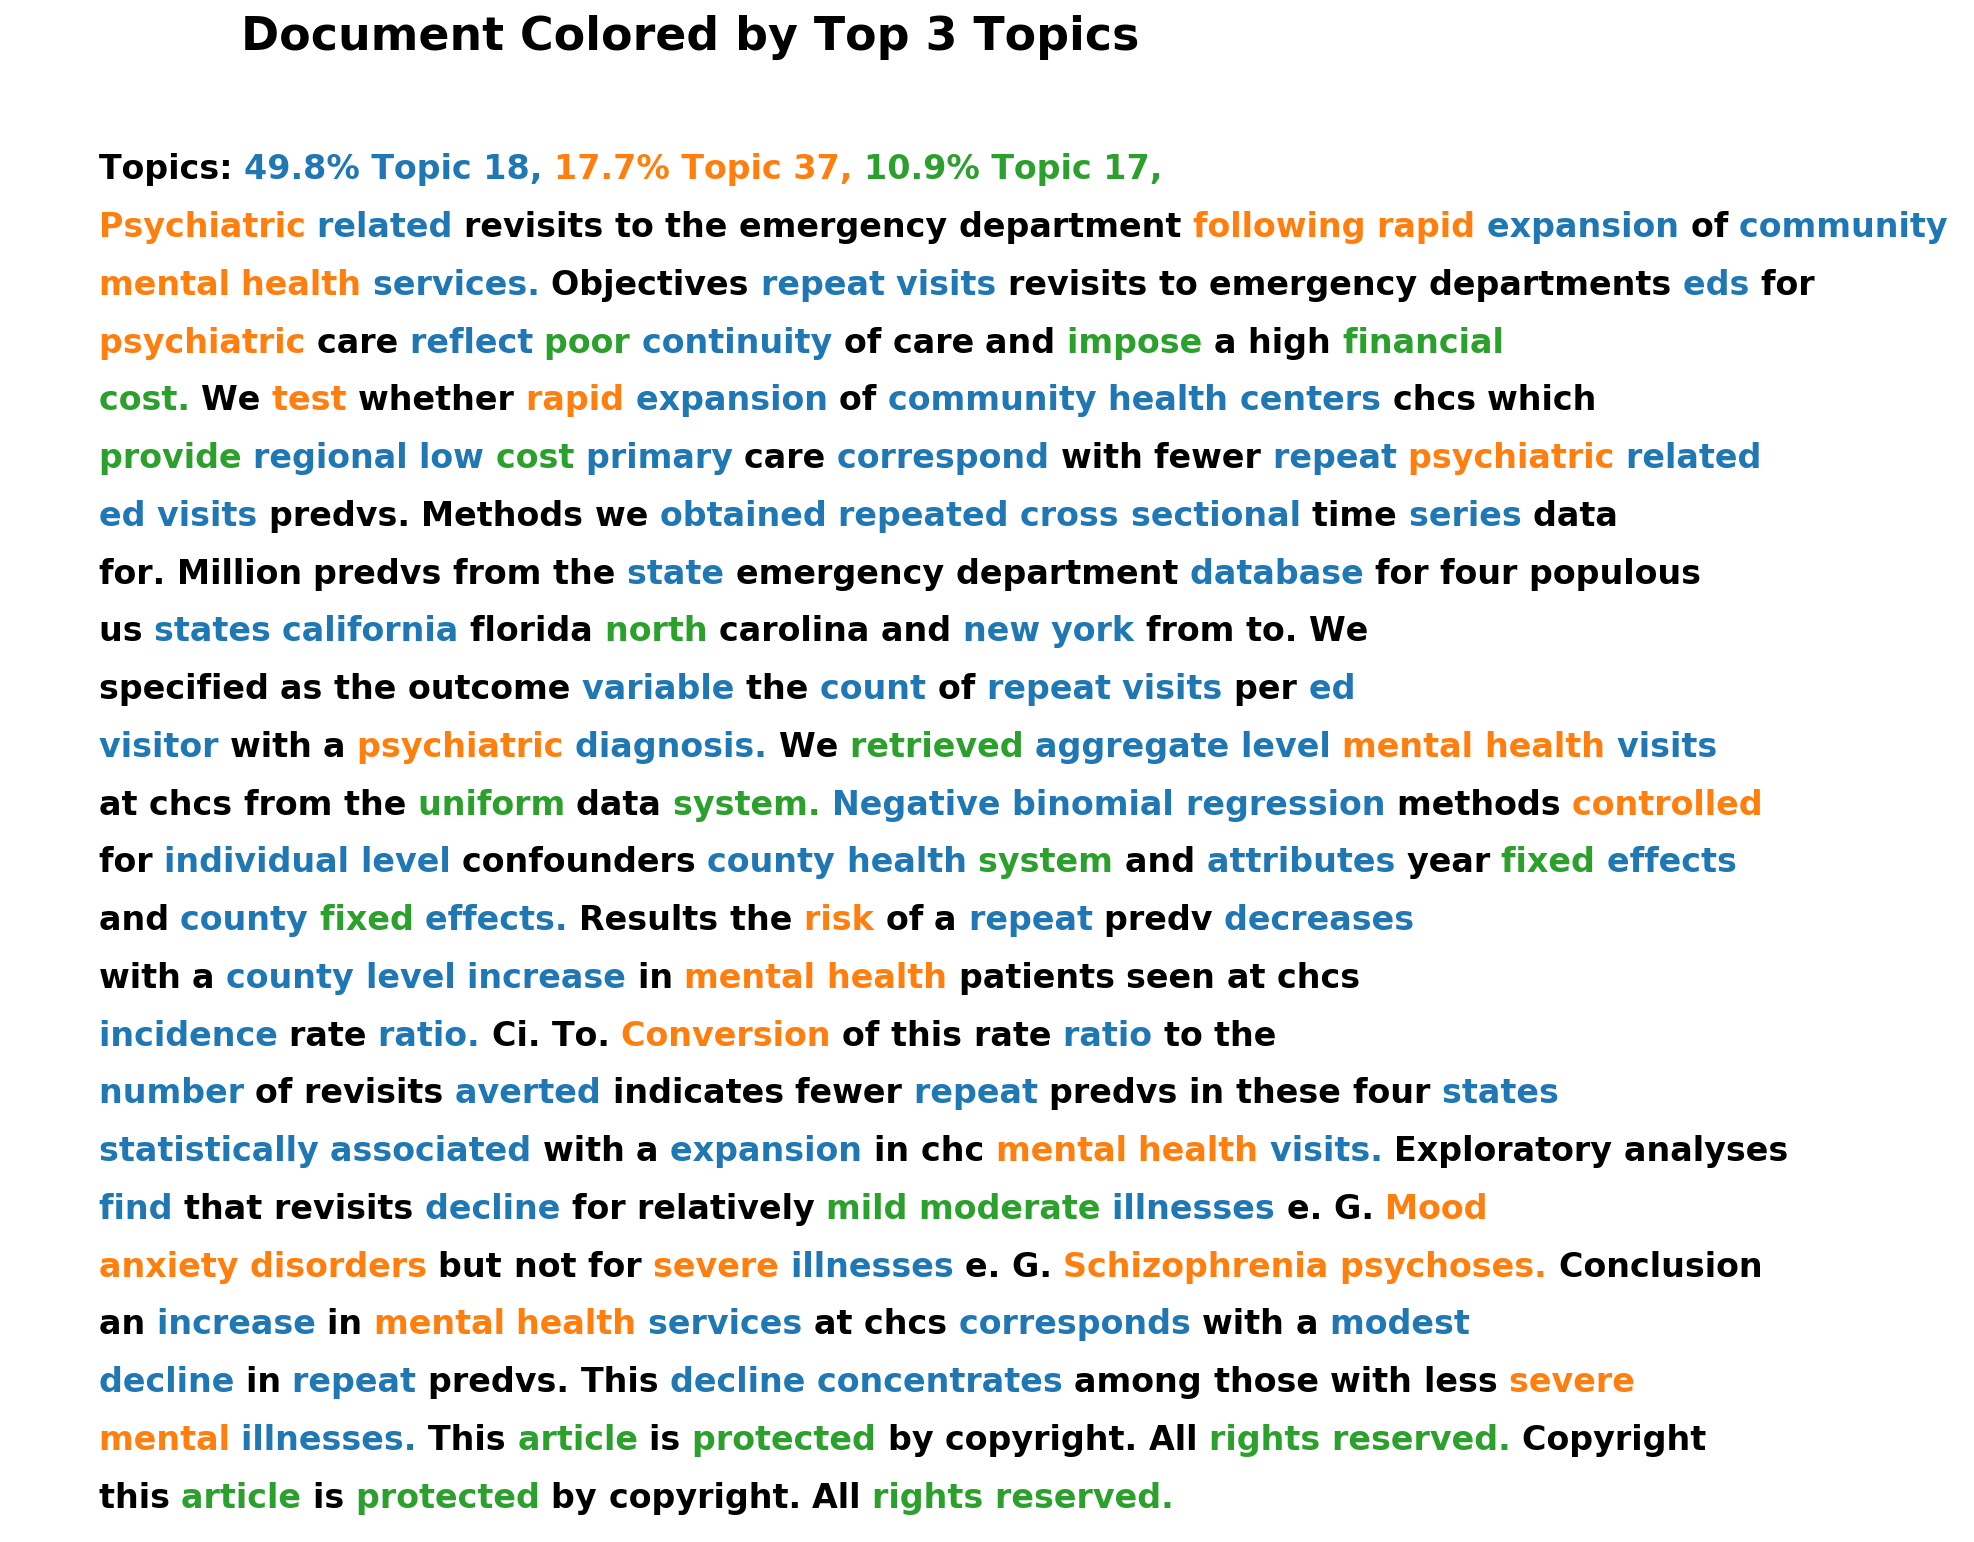 Document Colored by Top 3 Topics
Topics: 49.8% Topic 18, 17.7% Topic 37, 10.9% Topic 17,
Psychiatric related revisits to the emergency department following rapid expansion of community
mental health services. Objectives repeat visits revisits to emergency departments eds for
psychiatric care reflect poor continuity of care and impose a high financial
cost. We test whether rapid expansion of community health centers chcs which
provide regional low cost primary care correspond with fewer repeat psychiatric related
ed visits predvs. Methods we obtained repeated cross sectional time series data
for. Million predvs from the state emergency department database for four populous
us states california florida north carolina and new york from to. We
specified as the outcome variable the count of repeat visits per ed
visitor with a psychiatric diagnosis. We retrieved aggregate level mental health visits
at chcs from the uniform data system. Negative binomial regression methods controlled
for individual level confounders county health system and attributes year fixed effects
and county fixed effects. Results the risk of a repeat predv decreases
with a county level increase in mental health patients seen at chcs
incidence rate ratio. Ci. To. Conversion of this rate ratio to the
number of revisits averted indicates fewer repeat predvs in these four states
statistically associated with a expansion in chc mental health visits. Exploratory analyses
find that revisits decline for relatively mild moderate illnesses e. G. Mood
anxiety disorders but not for severe illnesses e. G. Schizophrenia psychoses. Conclusion
an increase in mental health services at chcs corresponds with a modest
decline in repeat predvs. This decline concentrates among those with less severe
mental illnesses. This article is protected by copyright. All rights reserved. Copyright
this article is protected by copyright. All rights reserved.